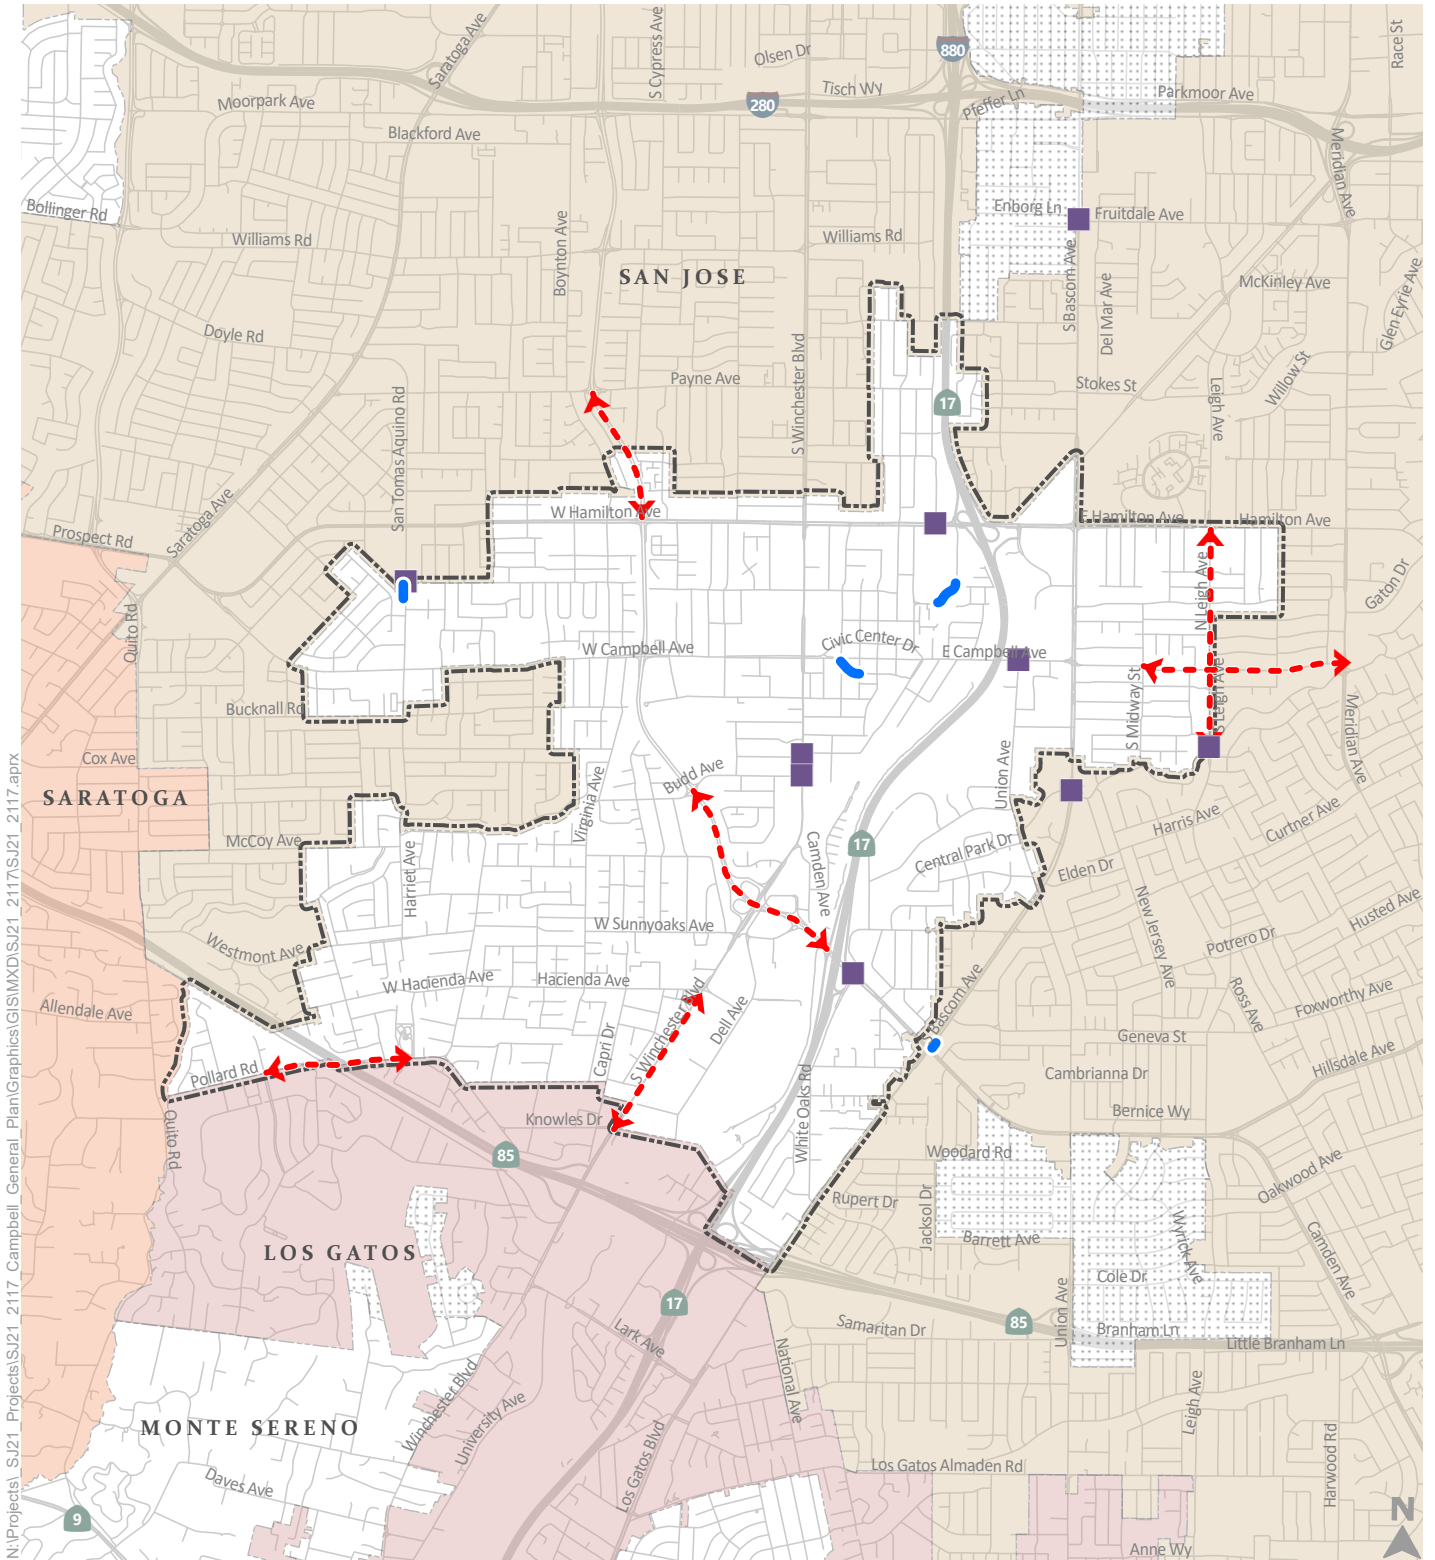 Saratoga Ave
S Cypress Ave
Olsen Dr
880
Race St
Moorpark Ave
280
Tisch Wy
Pfeffer Ln
Parkmoor Ave
Blackford Ave
Meridian Ave
Bollinger Rd
Williams Rd
Boynton Ave
Williams Rd
Enborg Ln
Fruitdale Ave
SAN JOSE
S Bascom Ave
Del Mar Ave
McKinley Ave
Glen Eyrie Ave
Doyle Rd
S Winchester Blvd
Payne Ave
Stokes St
Willow St
Leigh Ave
17
San Tomas Aquino Rd
Saratoga Ave
W Hamilton Ave
E Hamilton Ave
Hamilton Ave
Prospect Rd
Gaton Dr
N Leigh Ave
Quito Rd
W Campbell Ave
Civic Center Dr
E Campbell Ave
S Midway St
S Leigh Ave
Bucknall Rd
Meridian Ave
Cox Ave
Budd Ave
Union Ave
SARATOGA
Virginia Ave
Harris Ave
Curtner Ave
McCoy Ave
Harriet Ave
Camden Ave
17
Central Park Dr
Elden Dr
New Jersey Ave
Husted Ave
W Sunnyoaks Ave
Potrero Dr
Westmont Ave
W Hacienda Ave
Hacienda Ave
Ross Ave
Foxworthy Ave
Allendale Ave
S Winchester Blvd
Dell Ave
Bascom Ave
Geneva St
Hillsdale Ave
Capri Dr
Pollard Rd
Cambrianna Dr
Knowles Dr
White Oaks Rd
Bernice Wy
Quito Rd
85
Woodard Rd
Oakwood Ave
Rupert Dr
Jacksol Dr
Barrett Ave
Wyrick Ave
Camden Ave
LOS GATOS
Cole Dr
Union Ave
17
85
Lark Ave
Samaritan Dr
Branham Ln
Little Branham Ln
National Ave
Winchester Blvd
University Ave
Leigh Ave
MONTE SERENO
Los Gatos Blvd
Los Gatos Almaden Rd
Harwood Rd
Daves Ave
9
N
Anne Wy
N:\Projects\_SJ21_Projects\SJ21_2117_Campbell_General_Plan\Graphics\GIS\MXD\SJ21_2117\SJ21_2117.aprx